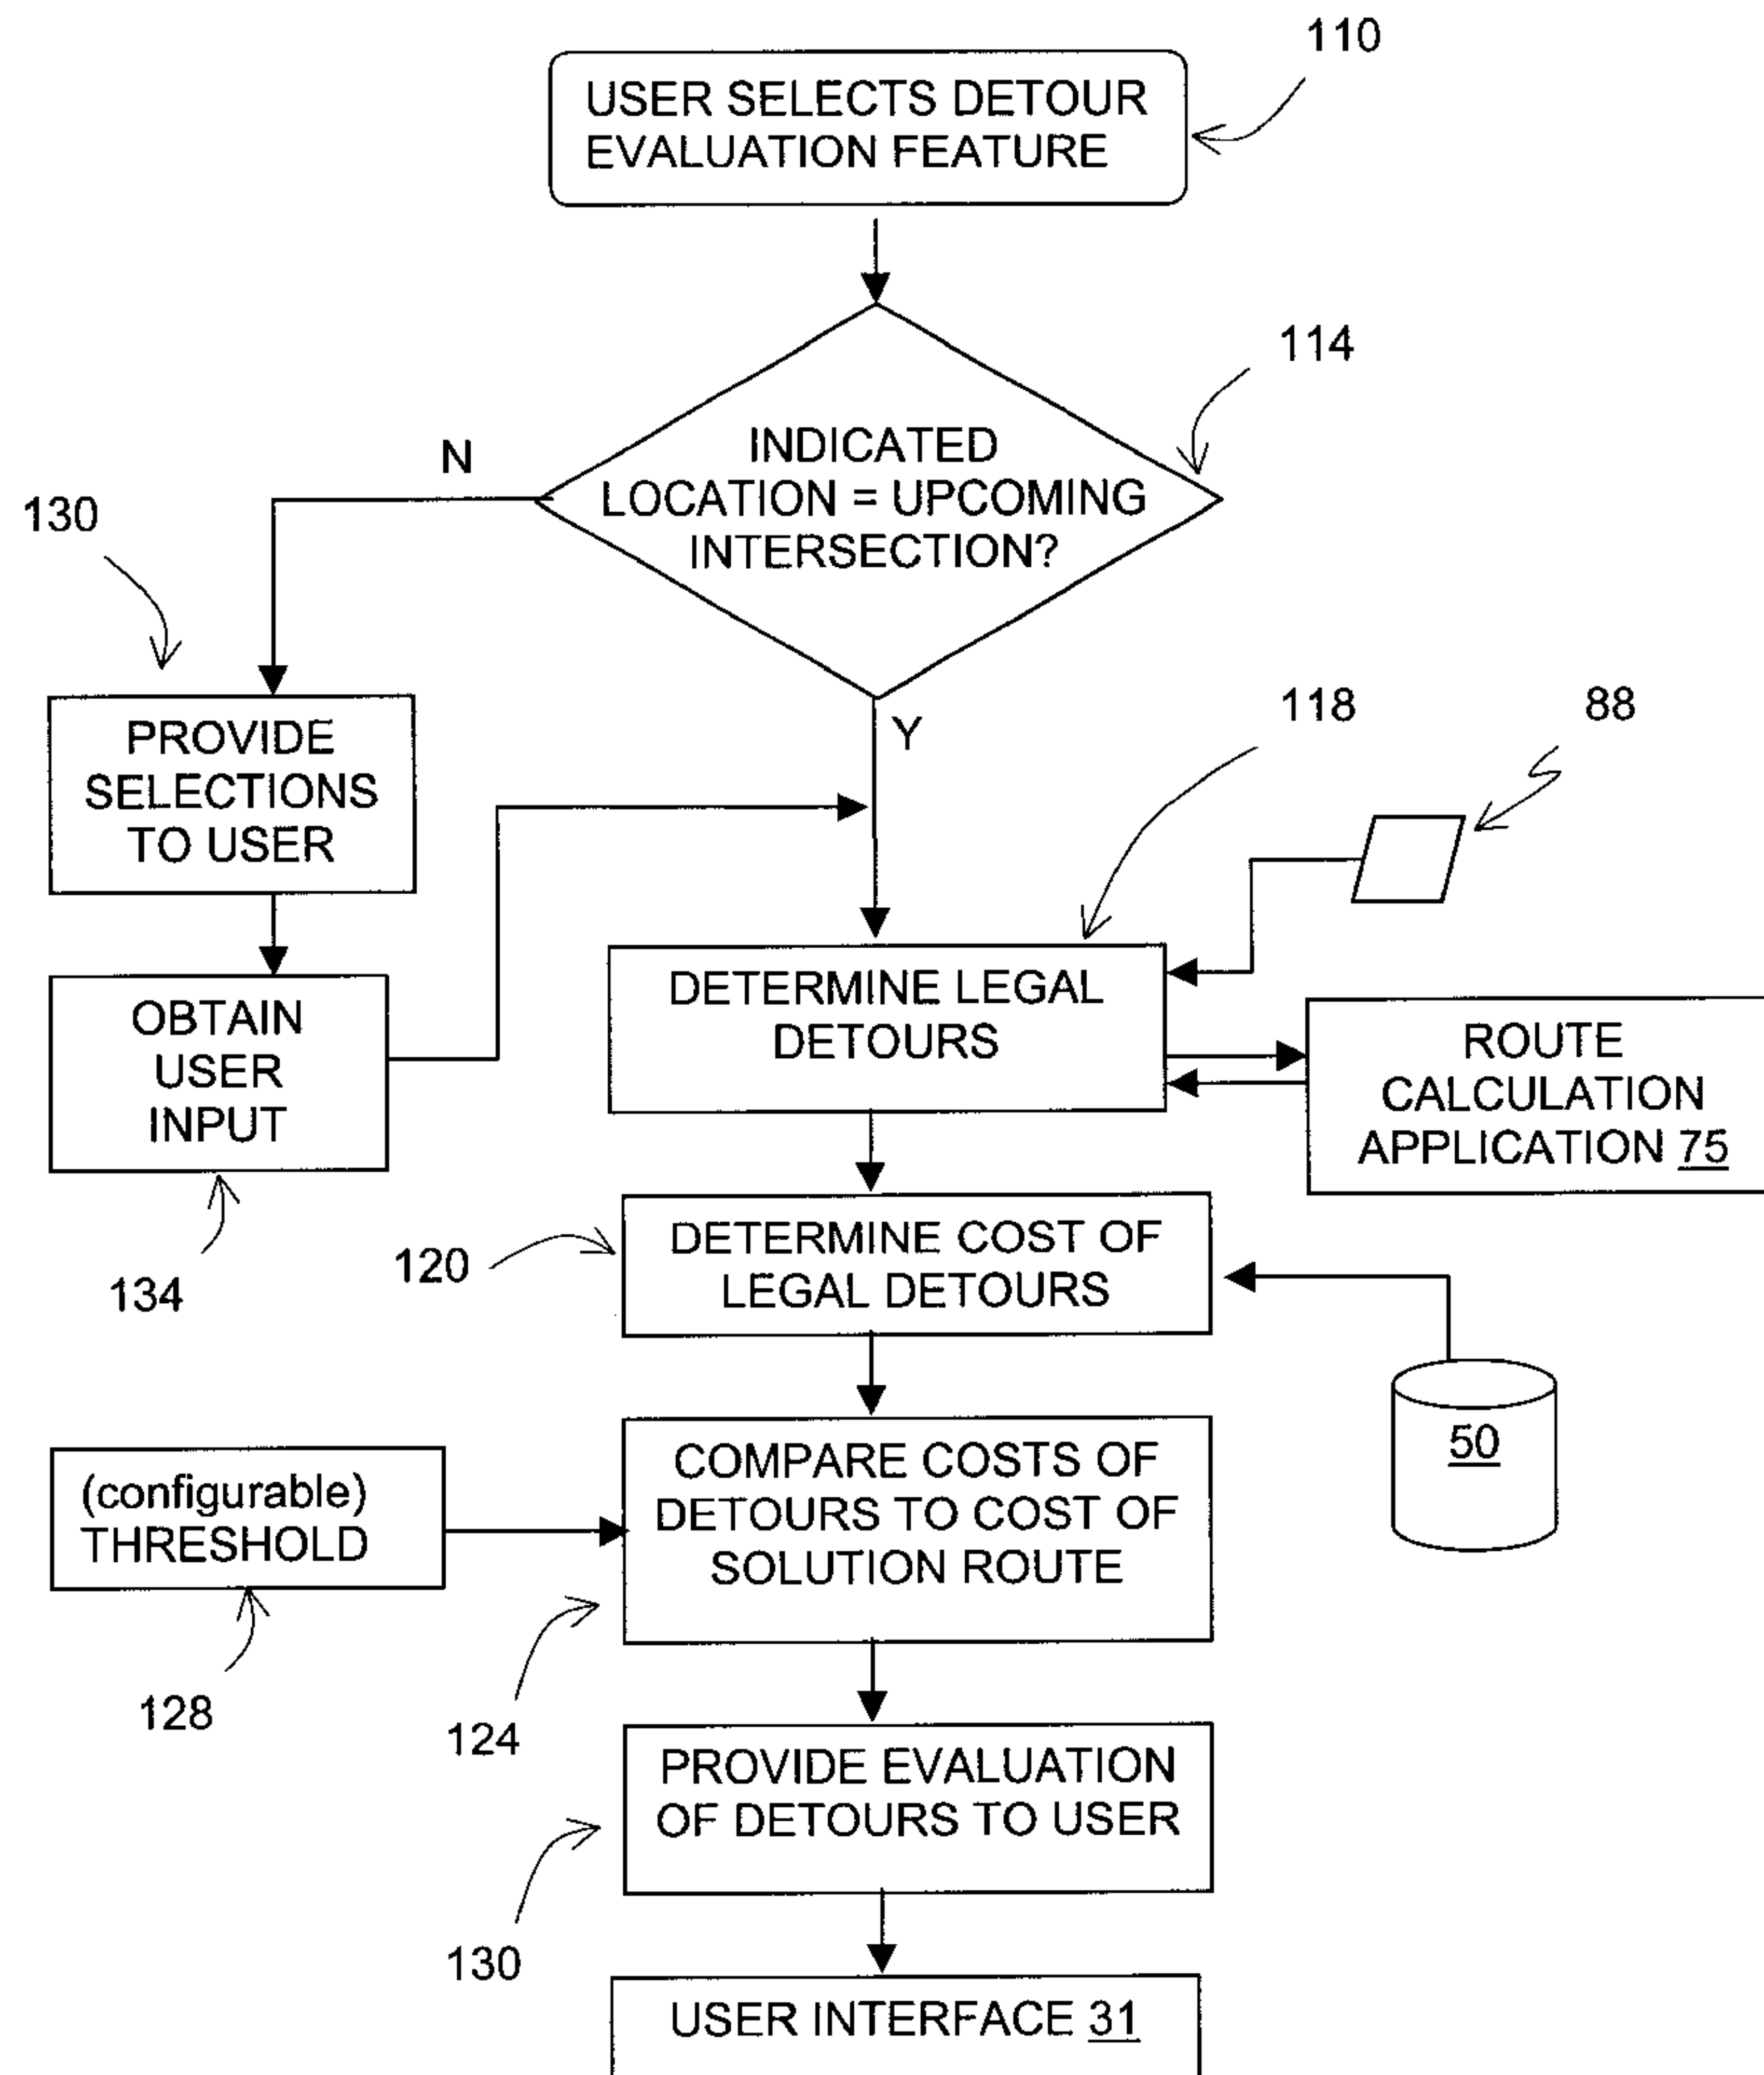 110
USER SELECTS DETOUR
EVALUATION FEATURE
114
INDICATED
LOCATION = UPCOMING
INTERSECTION?
N
130
Y
118
88
PROVIDE
SELECTIONS
TO USER
OBTAIN
USER
INPUT
134
DETERMINE LEGAL
DETOURS
ROUTE
CALCULATION
APPLICATION 75
120
DETERMINE COST OF
LEGAL DETOURS
50
(configurable)
THRESHOLD
128
COMPARE COSTS OF
DETOURS TO COST OF
SOLUTION ROUTE
124
PROVIDE EVALUATION
OF DETOURS TO USER
130
USER INTERFACE 31